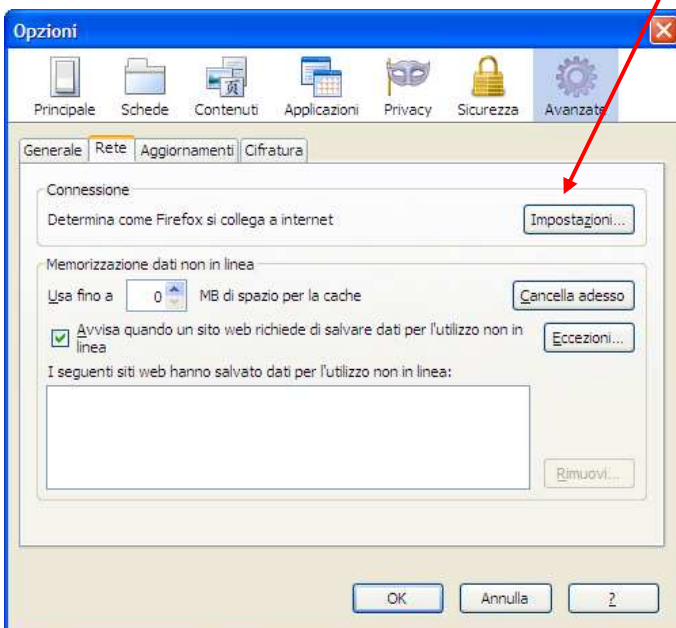 Opzioni
Principale Schede Contenuti Applicazioni Privacy Sicurezza Avanzate
Generale Rete Aggiornamenti Cifratura
Connessione
Determina come Firefox si collega a internet Impostazioni...
Memorizzazione dati non in linea
Usa fino a 0 MB di spazio per la cache Cancella adesso
Avvisa quando un sito web richiede di salvare dati per l'utilizzo non in
linea Eccezioni...
I seguenti siti web hanno salvato dati per l'utilizzo non in linea:
Rimuovi...
OK Annulla ?